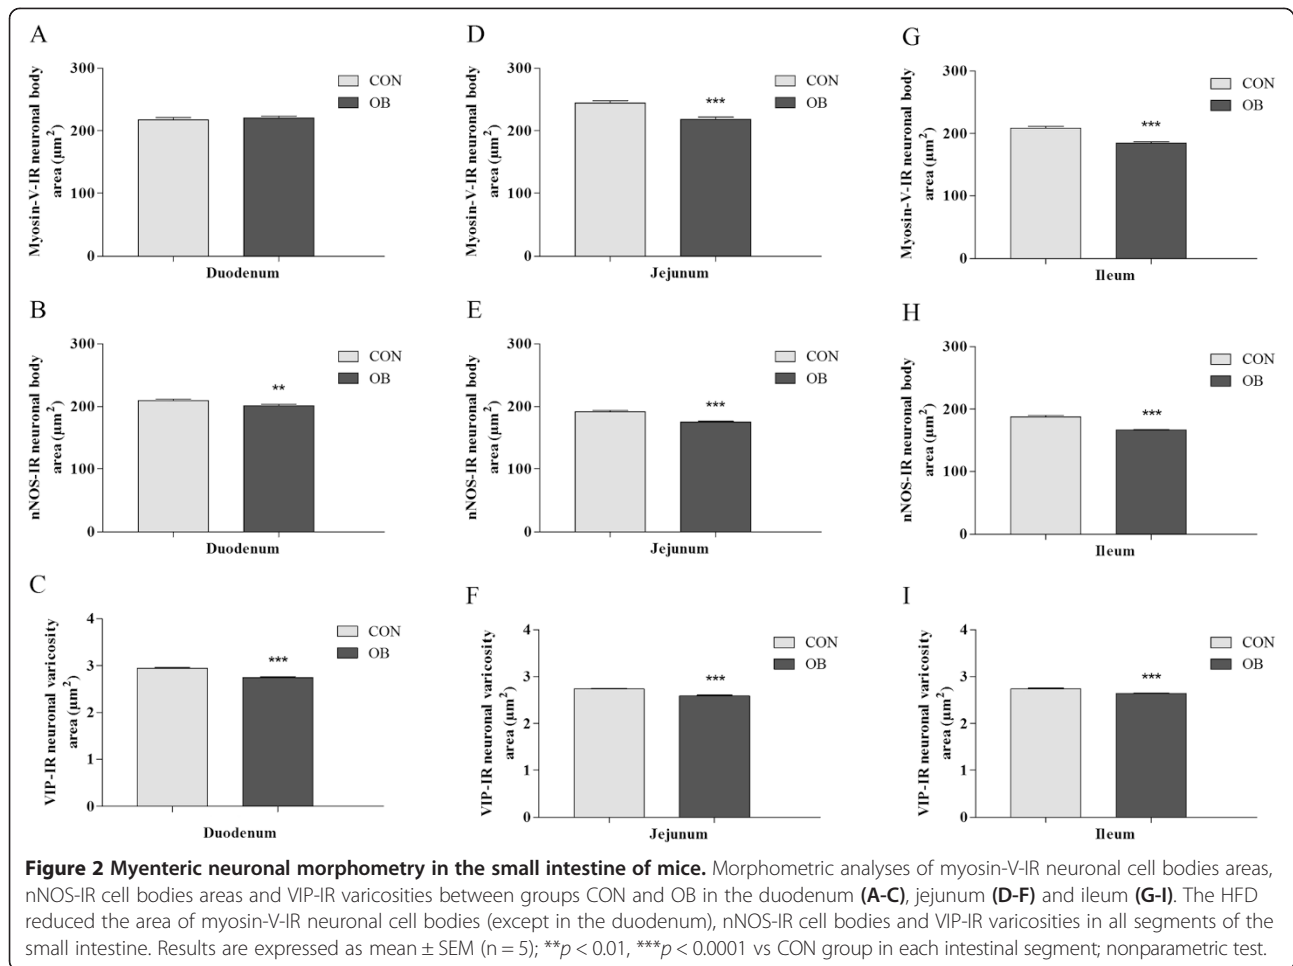 A
Myosin-V-IR neuronal body
area (µm²)
300
200
100
0
CON
OB
Duodenum
D
Myosin-V-IR neuronal body
area (µm²)
300
200
100
0
***
CON
OB
Jejunum
G
Myosin-V-IR neuronal body
area (µm²)
300
200
100
0
***
CON
OB
Ileum
B
nNOS-IR neuronal body
area (µm²)
300
200
100
0
**
CON
OB
Duodenum
E
nNOS-IR neuronal body
area (µm²)
300
200
100
0
***
CON
OB
Jejunum
H
nNOS-IR neuronal body
area (µm²)
300
200
100
0
***
CON
OB
Ileum
C
VIP-IR neuronal varicosity
area (µm²)
4
3
2
1
0
***
CON
OB
Duodenum
F
VIP-IR neuronal varicosity
area (µm²)
4
3
2
1
0
***
CON
OB
Jejunum
I
VIP-IR neuronal varicosity
area (µm²)
4
3
2
1
0
***
CON
OB
Ileum
Figure 2 Myenteric neuronal morphometry in the small intestine of mice. Morphometric analyses of myosin-V-IR neuronal cell bodies areas,
nNOS-IR cell bodies areas and VIP-IR varicosities between groups CON and OB in the duodenum (A-C), jejunum (D-F) and ileum (G-I). The HFD
reduced the area of myosin-V-IR neuronal cell bodies (except in the duodenum), nNOS-IR cell bodies and VIP-IR varicosities in all segments of the
small intestine. Results are expressed as mean ± SEM (n = 5); **p < 0.01, ***p < 0.0001 vs CON group in each intestinal segment; nonparametric test.